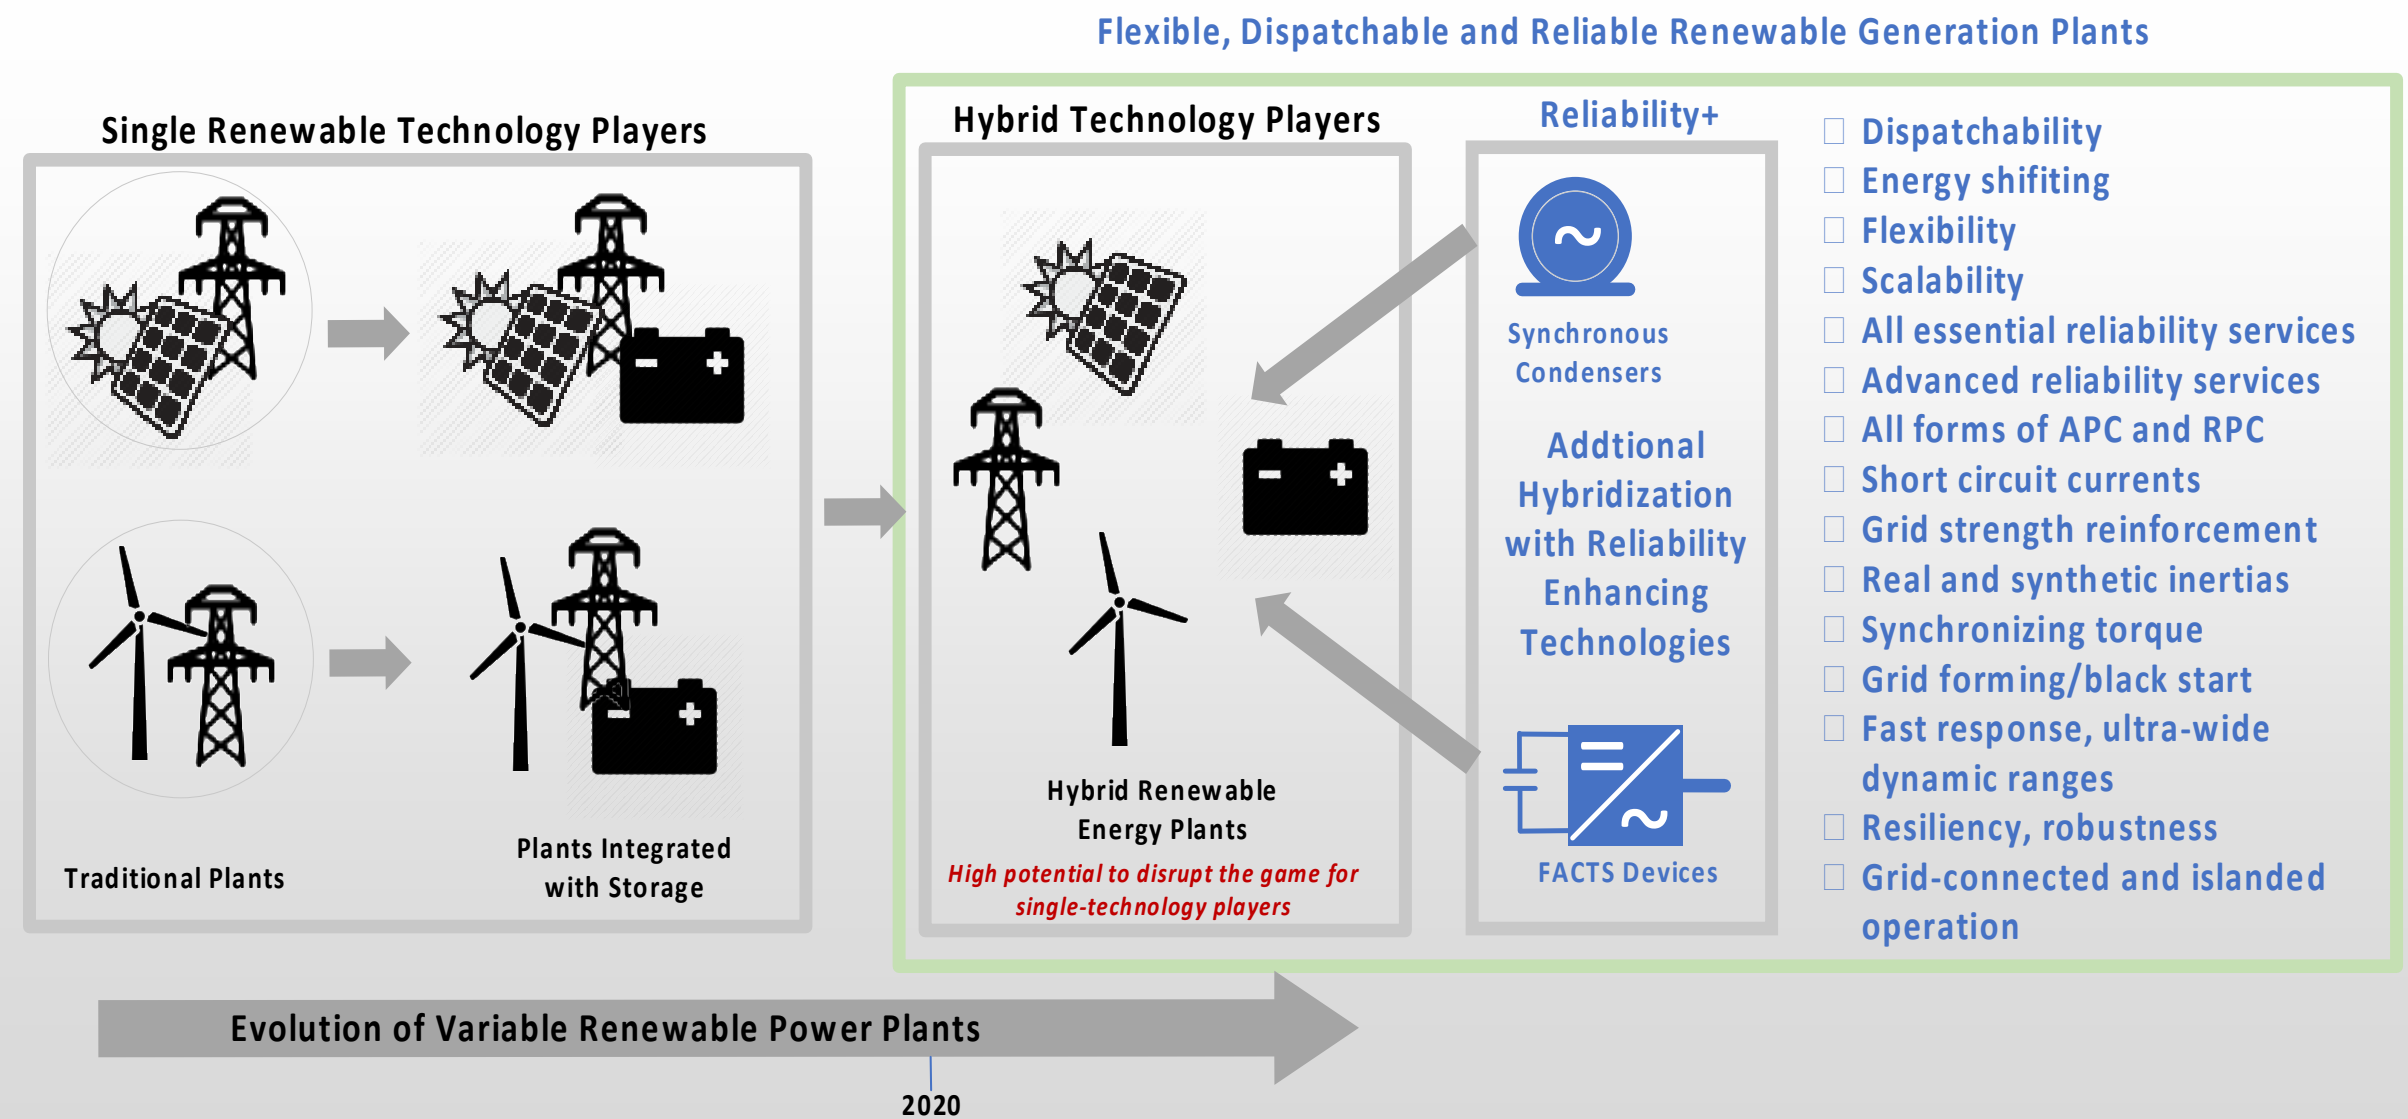 Flexible, Dispatchable and Reliable Renewable Generation Plants
Single Renewable Technology Players
Traditional Plants
Plants Integrated
with Storage
Hybrid Technology Players
Hybrid Renewable
Energy Plants
High potential to disrupt the game for
single-technology players
Reliability+
Synchronous
Condensers
Addtional
Hybridization
with Reliability
Enhancing
Technologies
FACTS Devices
Dispatchability
Energy shifiting
Flexibility
Scalability
All essential reliability services
Advanced reliability services
All forms of APC and RPC
Short circuit currents
Grid strength reinforcement
Real and synthetic inertias
Synchronizing torque
Grid forming/black start
Fast response, ultra-wide
dynamic ranges
Resiliency, robustness
Grid-connected and islanded
operation
Evolution of Variable Renewable Power Plants
2020